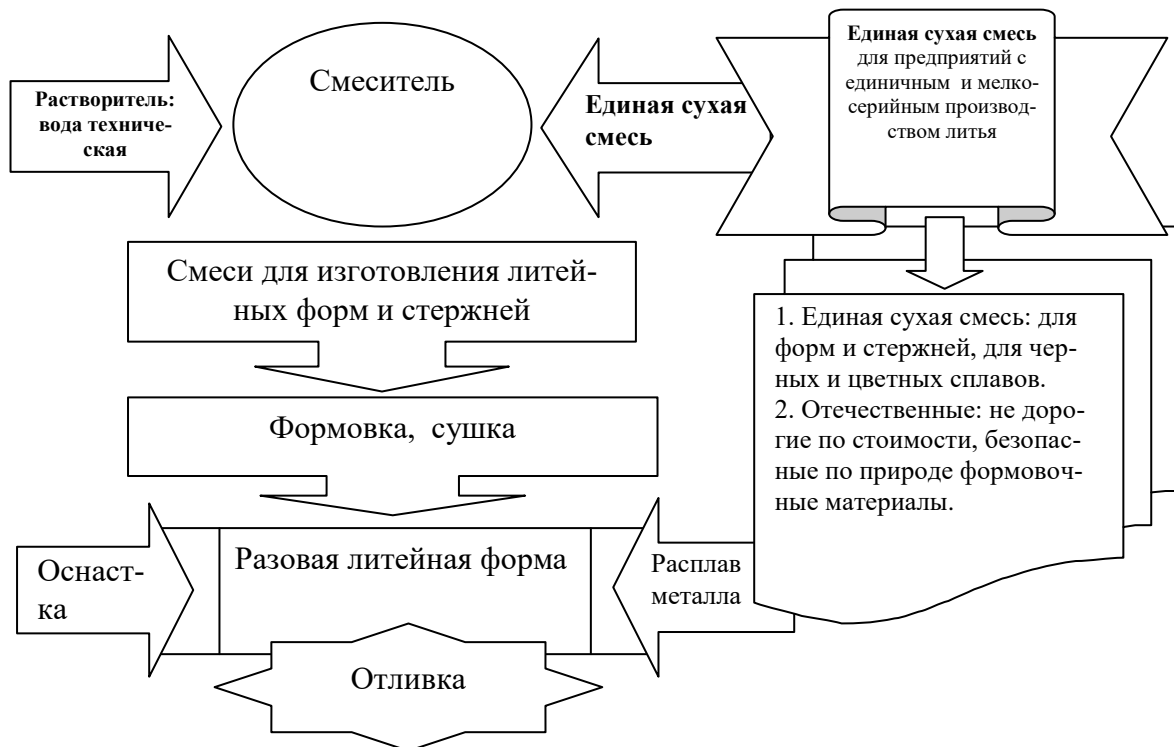 Растворитель:
вода техниче-
ская
Смеситель
Единая сухая
смесь
Единая сухая смесь
для предприятий с
единичным и мелко-
серийным производ-
ством литья
Смеси для изготовления литей-
ных форм и стержней
1. Единая сухая смесь: для
форм и стержней, для чер-
ных и цветных сплавов.
2. Отечественные: не доро-
гие по стоимости, безопас-
ные по природе формовоч-
ные материалы.
Формовка, сушка
Оснаст-
ка
Разовая литейная форма
Расплав
металла
Отливка